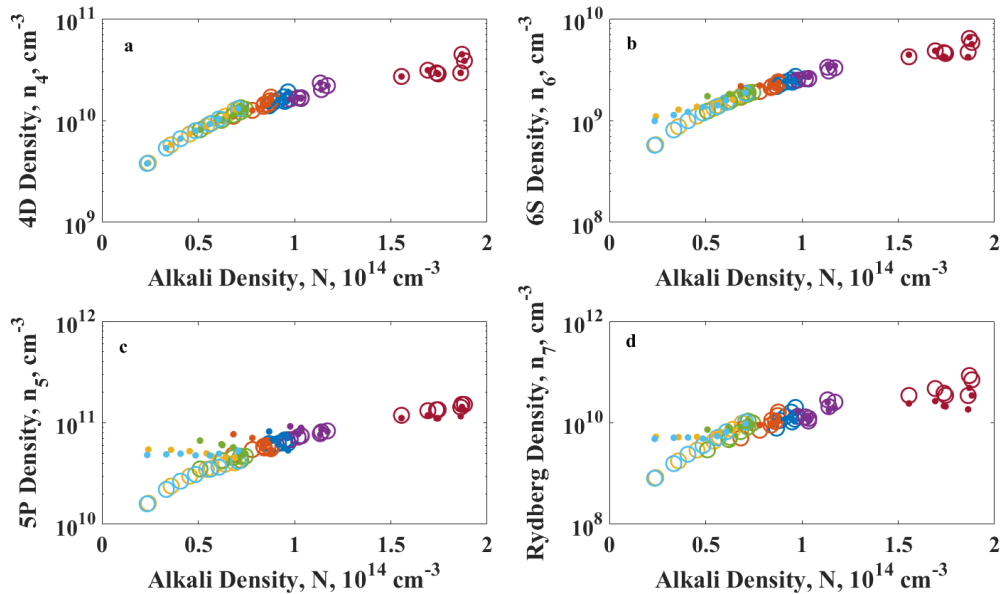 10^11
a
10^10
10^9
4D Density, n_4, cm^-3
0 0.5 1 1.5 2
Alkali Density, N, 10^14 cm^-3
10^10
b
10^9
10^8
6S Density, n_6, cm^-3
0 0.5 1 1.5 2
Alkali Density, N, 10^14 cm^-3
10^12
c
10^11
10^10
5P Density, n_5, cm^-3
0 0.5 1 1.5 2
Alkali Density, N, 10^14 cm^-3
10^12
d
10^10
10^8
Rydberg Density, n_7, cm^-3
0 0.5 1 1.5 2
Alkali Density, N, 10^14 cm^-3